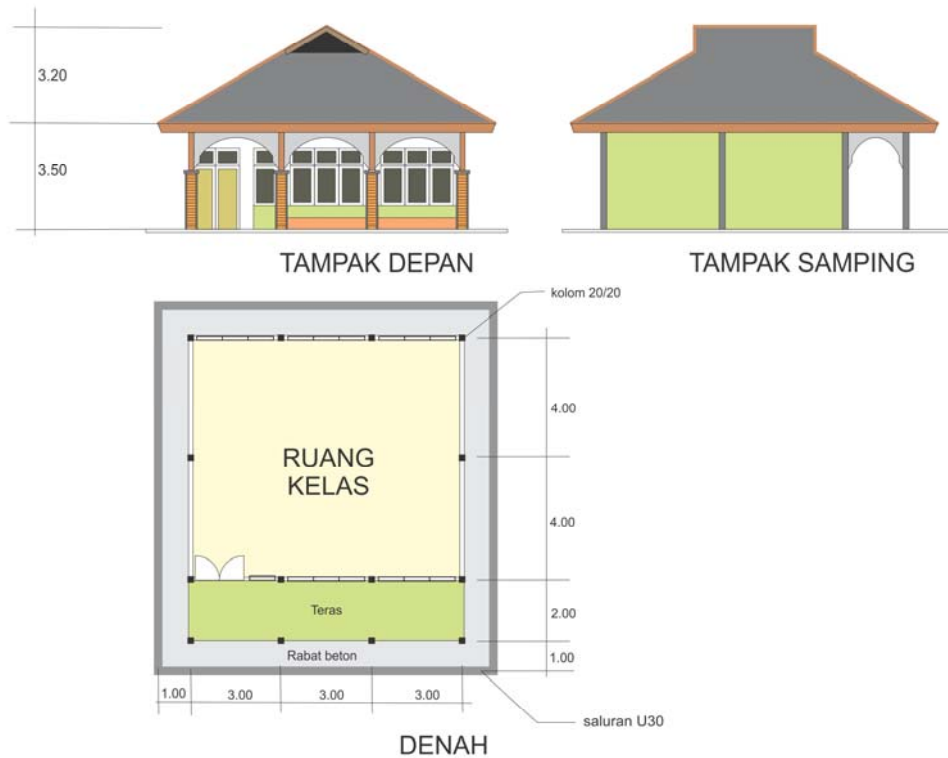 3.20
3.50
TAMPAK DEPAN
TAMPAK SAMPING
kolom 20/20
4.00
RUANG
KELAS
4.00
Teras
2.00
Rabat beton
1.00
1.00
3.00
3.00
3.00
saluran U30
DENAH